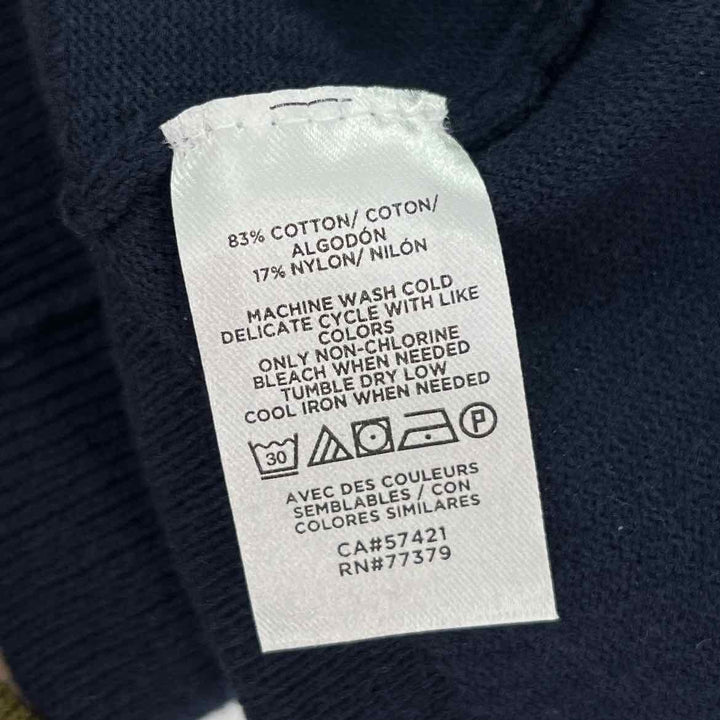 83% COTTON/ COTON/
ALGODÓN
17% NYLON/ NILÓN
MACHINE WASH COLD
DELICATE CYCLE WITH LIKE
COLORS
ONLY NON-CHLORINE
BLEACH WHEN NEEDED
TUMBLE DRY LOW
COOL IRON WHEN NEEDED
30 P
AVEC DES COULEURS
SEMBLABLES / CON
COLORES SIMILARES
CA#57421
RN#77379